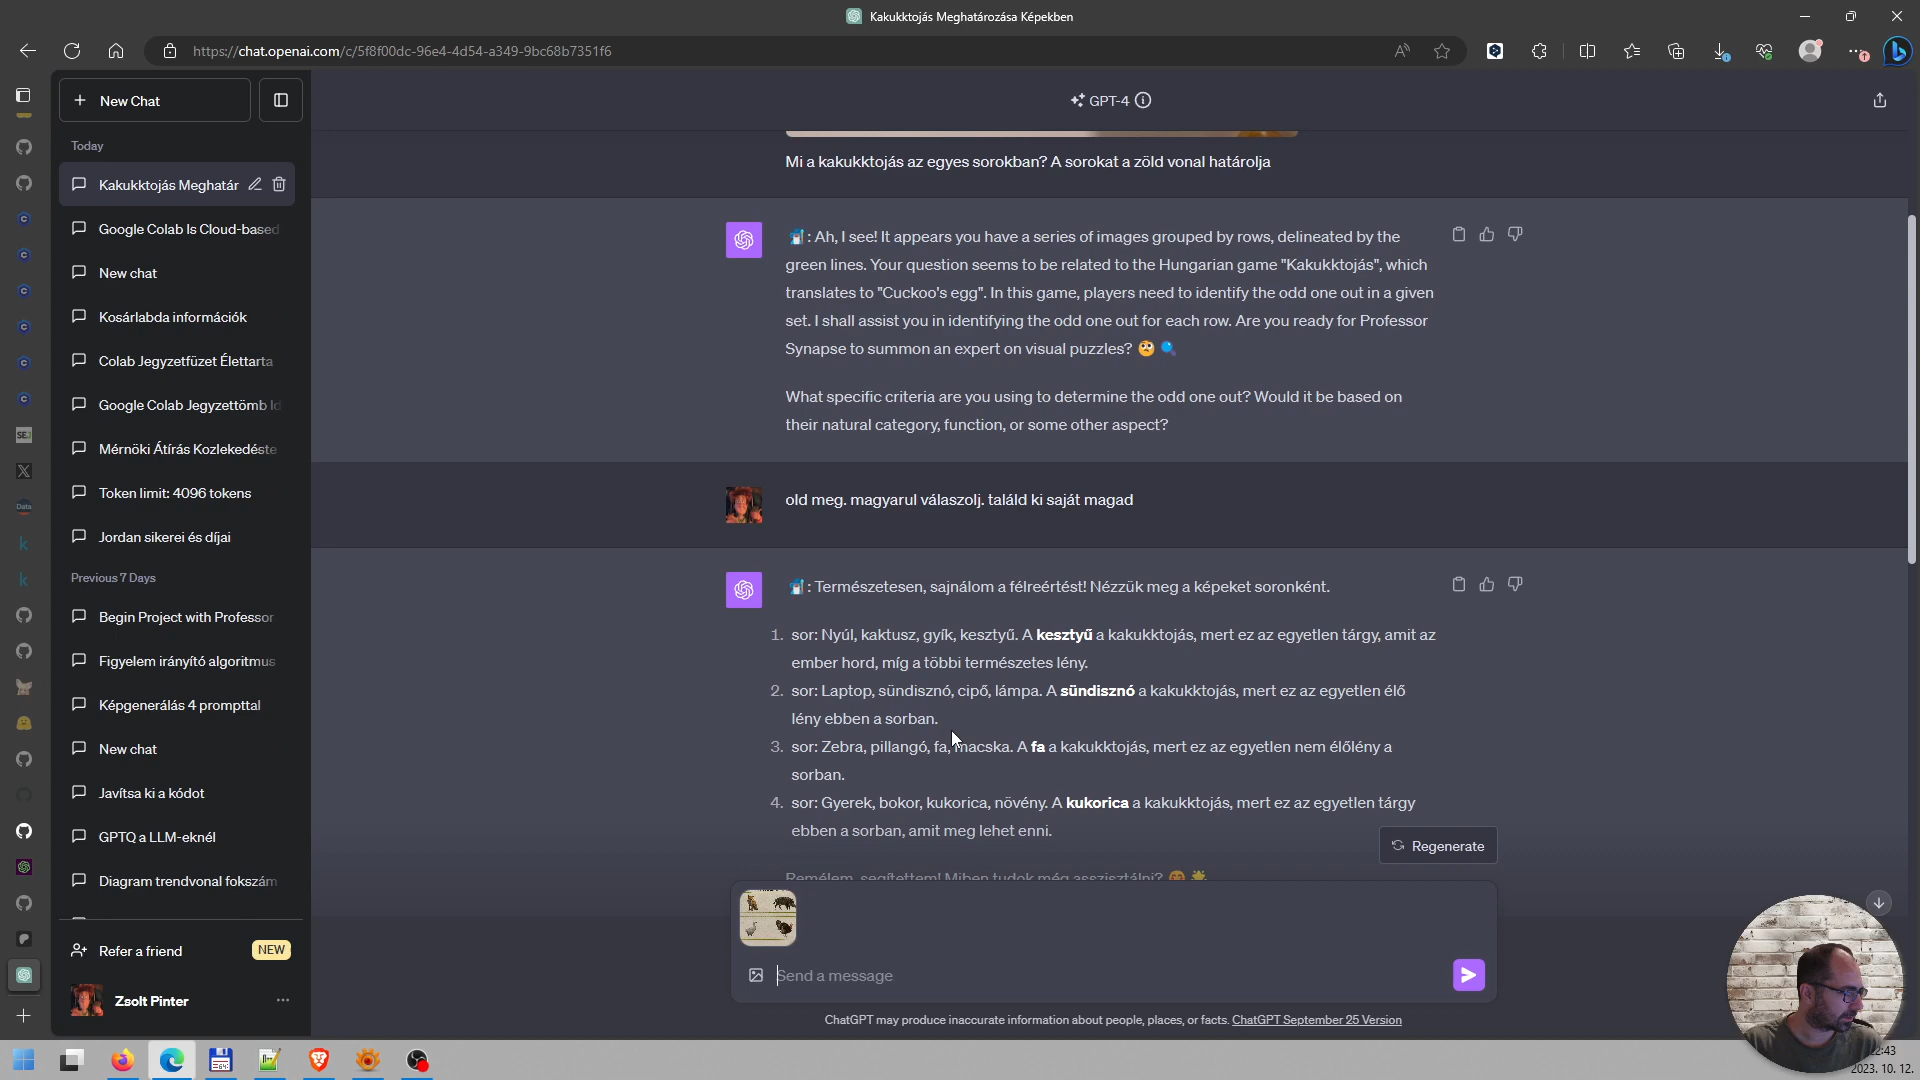 Kakukktojás Meghatározása Képekben
https://chat.openai.com/c/5f8f00dc-96e4-4d54-a349-9bc68b7351f6
New Chat
GPT-4
Today
Kakukktojás Meghatár
Google Colab Is Cloud-based
New chat
Kosárlabda információk
Colab Jegyzetfüzet Élettarta
Google Colab Jegyzettömb Id
Mérnöki Átírás Kozlekedéste
Token limit: 4096 tokens
Jordan sikerei és díjai
Previous 7 Days
Begin Project with Professor
Figyelem irányító algoritmus
Képgenerálás 4 prompttal
New chat
Javítsa ki a kódot
GPTQ a LLM-eknél
Diagram trendvonal fokszám
Refer a friend NEW
Zsolt Pinter
Mi a kakukktojás az egyes sorokban? A sorokat a zöld vonal határolja
: Ah, I see! It appears you have a series of images grouped by rows, delineated by the
green lines. Your question seems to be related to the Hungarian game "Kakukktojás", which
translates to "Cuckoo's egg". In this game, players need to identify the odd one out in a given
set. I shall assist you in identifying the odd one out for each row. Are you ready for Professor
Synapse to summon an expert on visual puzzles?
What specific criteria are you using to determine the odd one out? Would it be based on
their natural category, function, or some other aspect?
old meg. magyarul válaszolj. találd ki saját magad
: Természetesen, sajnálom a félreértést! Nézzük meg a képeket soronként.
1. sor: Nyúl, kaktusz, gyík, kesztyű. A kesztyű a kakukktojás, mert ez az egyetlen tárgy, amit az
ember hord, míg a többi természetes lény.
2. sor: Laptop, sündisznó, cipő, lámpa. A sündisznó a kakukktojás, mert ez az egyetlen élő
lény ebben a sorban.
3. sor: Zebra, pillangó, fa, macska. A fa a kakukktojás, mert ez az egyetlen nem élőlény a
sorban.
4. sor: Gyerek, bokor, kukorica, növény. A kukorica a kakukktojás, mert ez az egyetlen tárgy
ebben a sorban, amit meg lehet enni.
Regenerate
Remélem, segítettem! Miben tudok még asszisztálni?
Send a message
ChatGPT may produce inaccurate information about people, places, or facts. ChatGPT September 25 Version
2023. 10. 12.